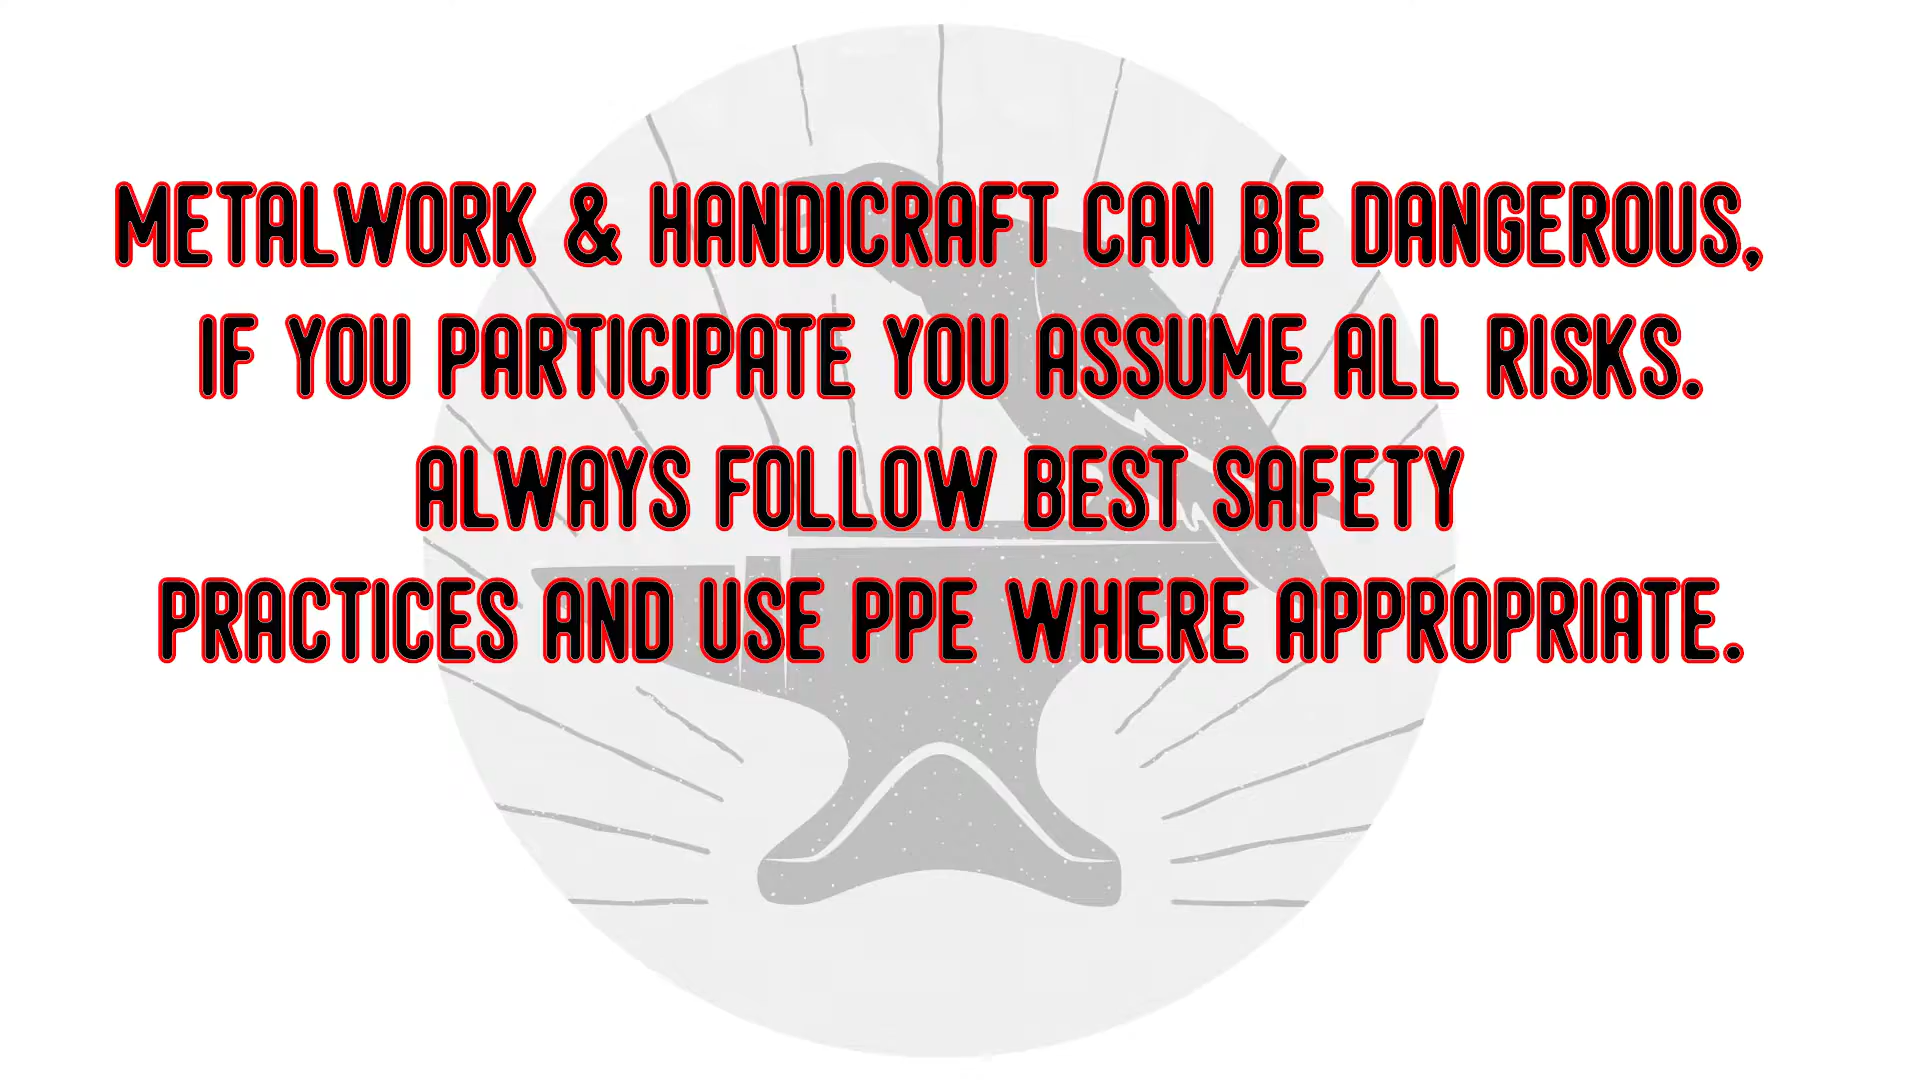 METALWORK & HANDICRAFT CAN BE DANGEROUS,
IF YOU PARTICIPATE YOU ASSUME ALL RISKS.
ALWAYS FOLLOW BEST SAFETY
PRACTICES AND USE PPE WHERE APPROPRIATE.